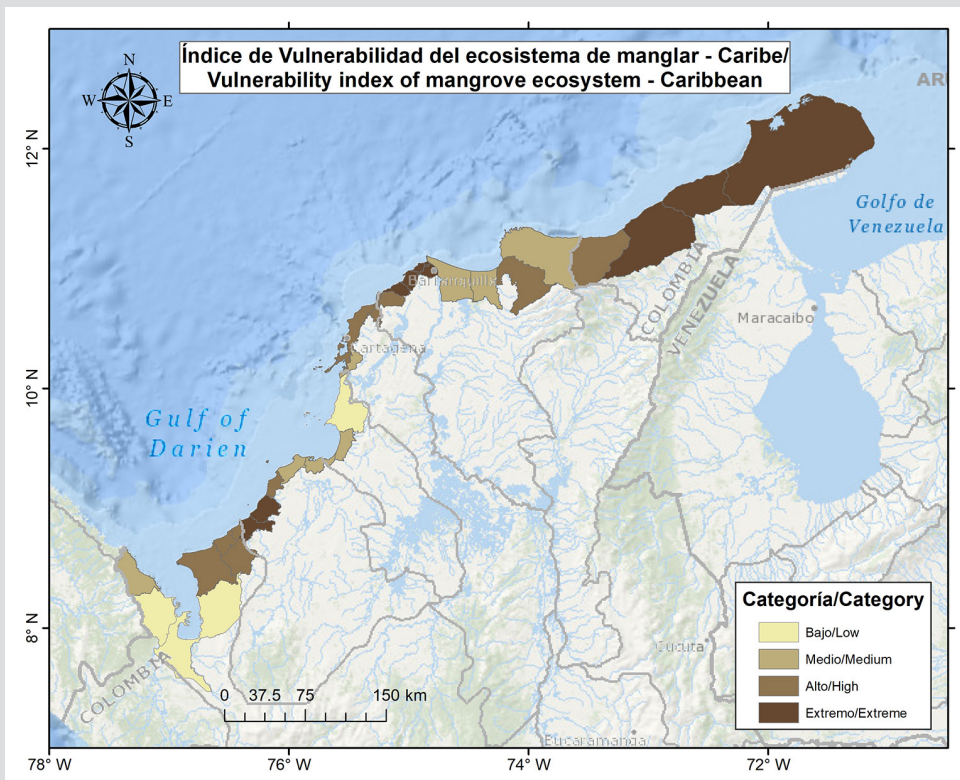 Índice de Vulnerabilidad del ecosistema de manglar - Caribe/
Vulnerability index of mangrove ecosystem - Caribbean
N
W E
S
12° N
10° N
8° N
ARU
Golfo de
Venezuela
Barranquilla
COLOMBIA
VENEZUELA
Maracaibo
Cartagena
Gulf of
Darien
Cucuta
COLOMBIA
Bucaramanga
Categoría/Category
Bajo/Low
Medio/Medium
Alto/High
Extremo/Extreme
0 37.5 75 150 km
78° W 76° W 74° W 72° W